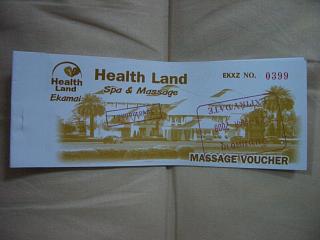 Health
Land
Ekamai
Health Land
Spa & Massage
EKXZ NO. 0399
MASSAGE VOUCHER